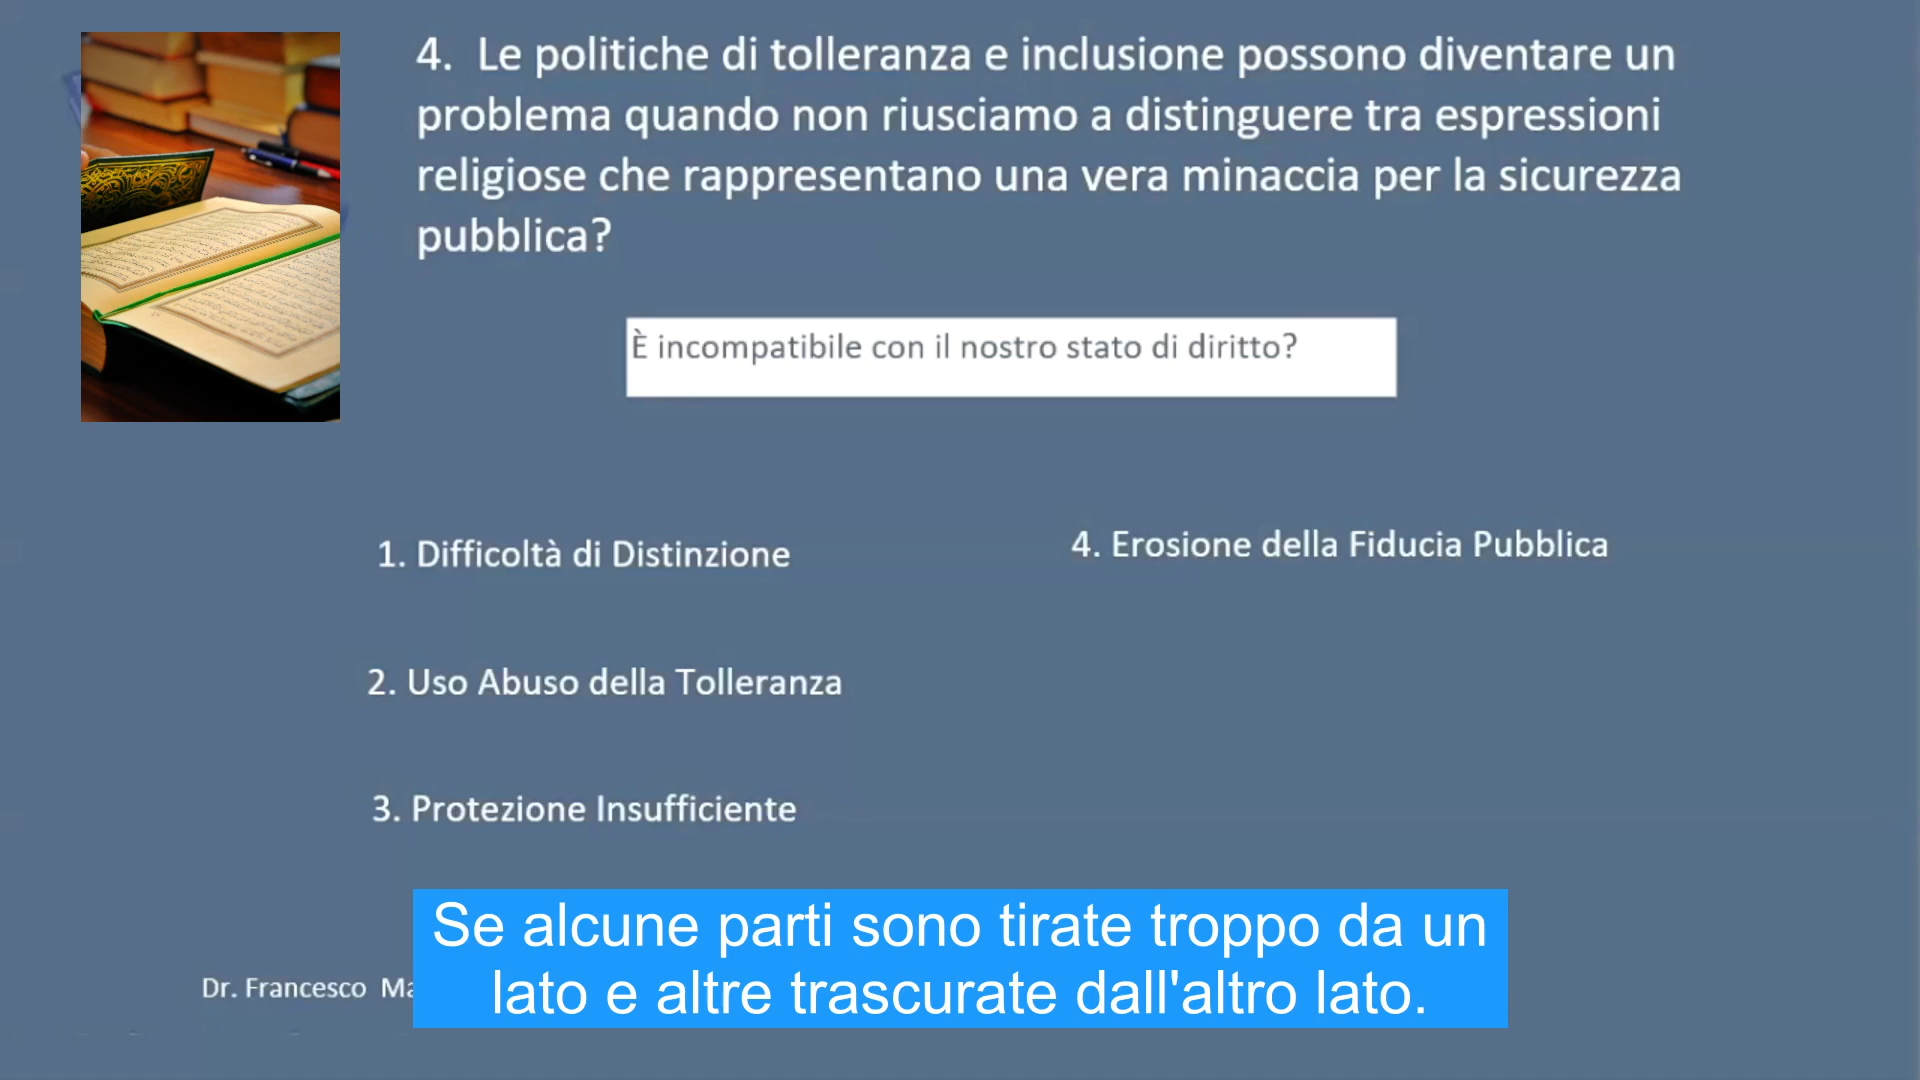 4. Le politiche di tolleranza e inclusione possono diventare un
problema quando non riusciamo a distinguere tra espressioni
religiose che rappresentano una vera minaccia per la sicurezza
pubblica?
È incompatibile con il nostro stato di diritto?
1. Difficoltà di Distinzione
2. Uso Abuso della Tolleranza
3. Protezione Insufficiente
4. Erosione della Fiducia Pubblica
Dr. Francesco
Se alcune parti sono tirate troppo da un
lato e altre trascurate dall'altro lato.